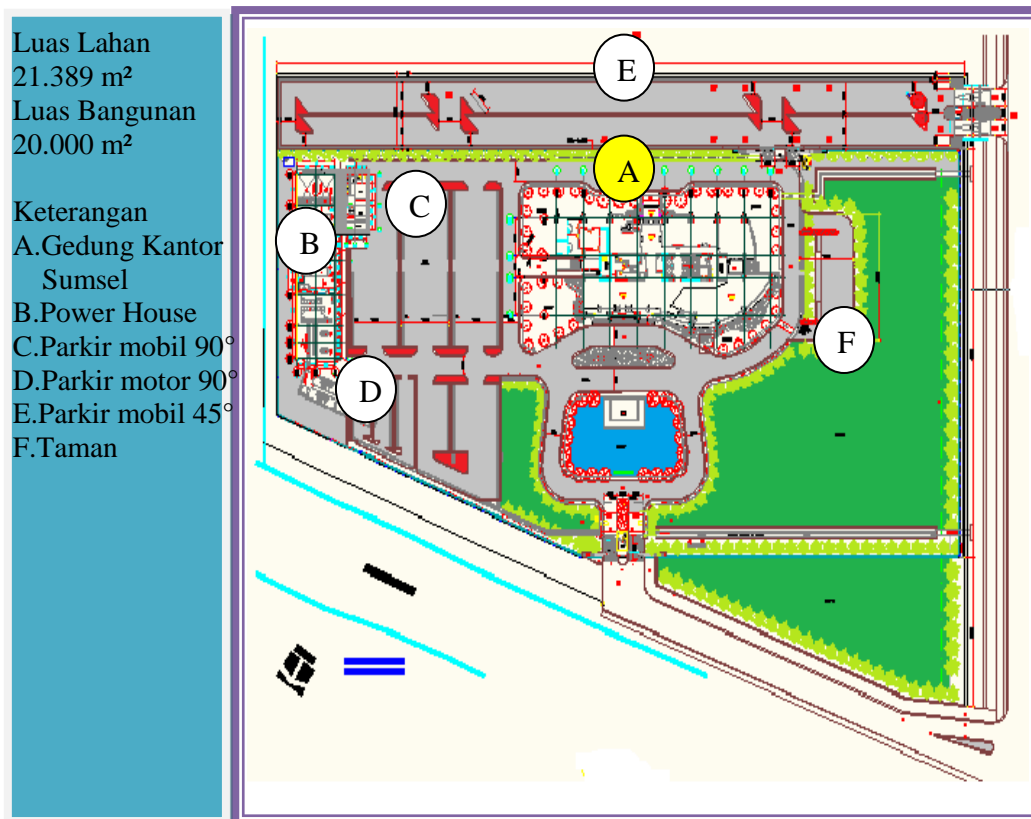 Luas Lahan
21.389 m²
Luas Bangunan
20.000 m²
Keterangan
A.Gedung Kantor
Sumsel
B.Power House
C.Parkir mobil 90°
D.Parkir motor 90°
E.Parkir mobil 45°
F.Taman
E
A
C
B
F
D